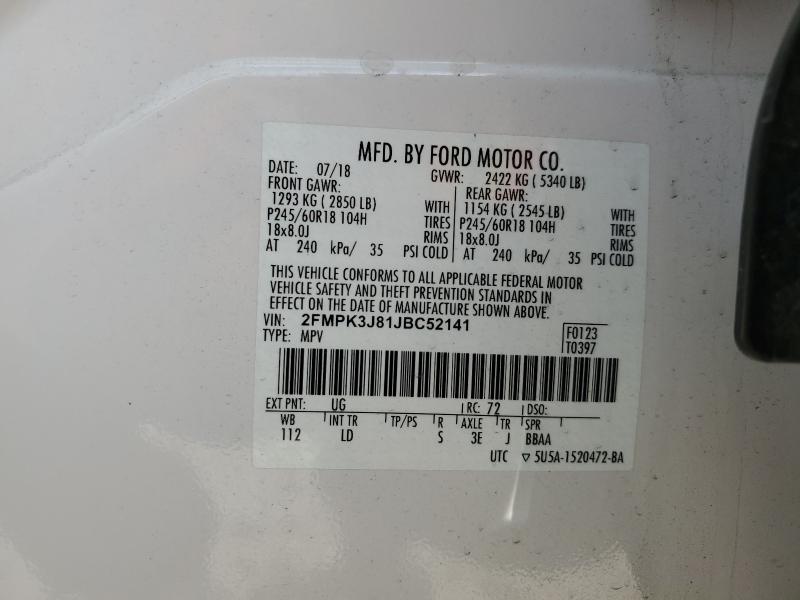 MFD. BY FORD MOTOR CO.
DATE: 07/18 GVWR: 2422 KG ( 5340 LB)
FRONT GAWR: REAR GAWR:
1293 KG ( 2850 LB) WITH 1154 KG ( 2545 LB) WITH
P245/60R18 104H TIRES P245/60R18 104H TIRES
18x8.0J RIMS 18x8.0J RIMS
AT 240 kPa/ 35 PSI COLD AT 240 kPa/ 35 PSI COLD
THIS VEHICLE CONFORMS TO ALL APPLICABLE FEDERAL MOTOR
VEHICLE SAFETY AND THEFT PREVENTION STANDARDS IN
EFFECT ON THE DATE OF MANUFACTURE SHOWN ABOVE.
VIN: 2FMPK3J81JBC52141 F0123
TYPE: MPV T0397
EXT PNT: UG RC: 72 DSO:
WB INT TR TP/PS R AXLE TR SPR
112 LD S 3E J BBAA
UTC ▽ 5U5A-1520472-BA